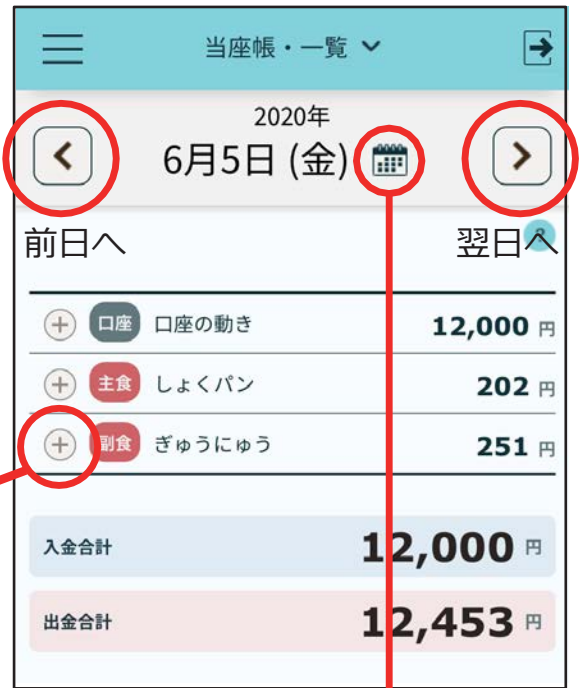 当座帳・一覧
2020年
6月5日 (金)
前日へ
翌日へ
口座 口座の動き 12,000 円
主食 しょくパン 202 円
副食 ぎゅうにゅう 251 円
入金合計 12,000 円
出金合計 12,453 円